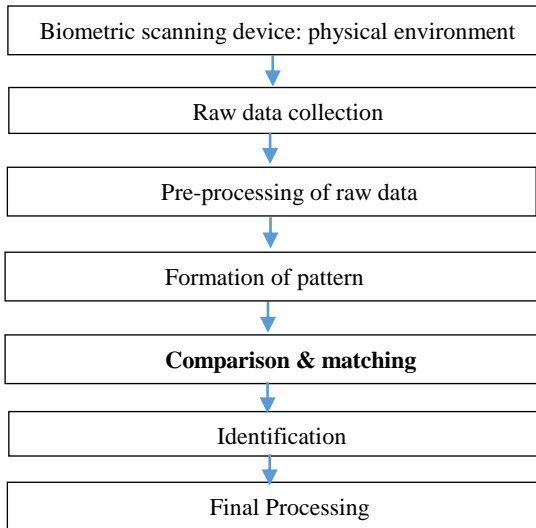 Biometric scanning device: physical environment
Raw data collection
Pre-processing of raw data
Formation of pattern
Comparison & matching
Identification
Final Processing